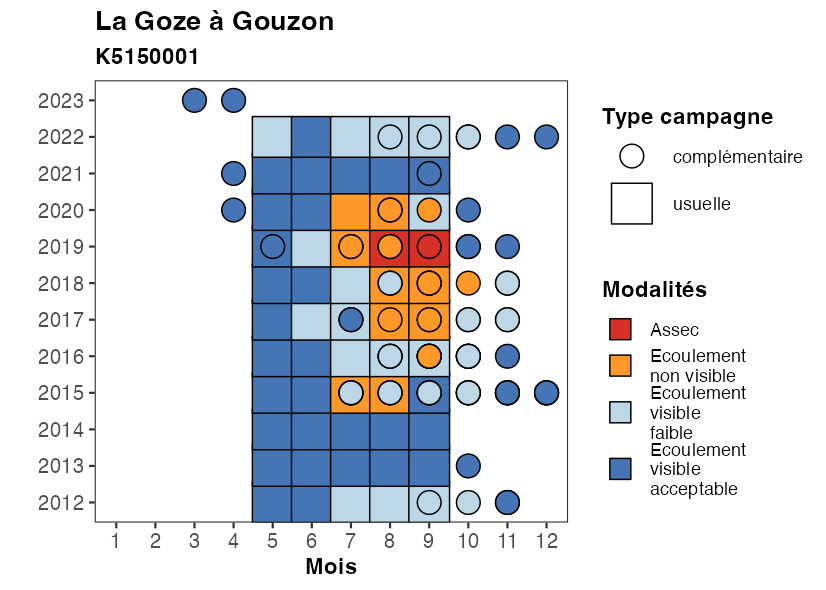 La Goze à Gouzon
K5150001
2023
2022
2021
2020
2019
2018
2017
2016
2015
2014
2013
2012
1 2 3 4 5 6 7 8 9 10 11 12
Mois
Type campagne
complémentaire
usuelle
Modalités
Assec
Ecoulement
non visible
Ecoulement
visible
faible
Ecoulement
visible
acceptable